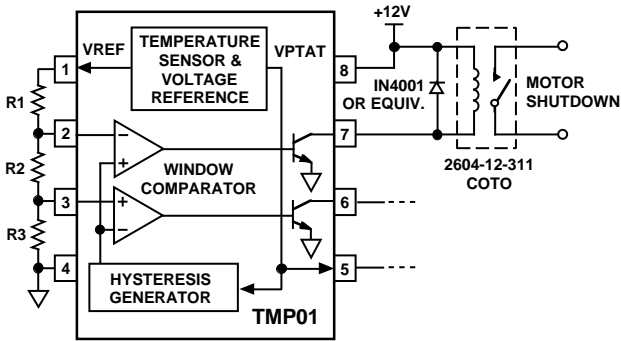 +12V
VREF
TEMPERATURE
SENSOR &
VOLTAGE
REFERENCE
VPTAT
1
8
R1
IN4001
OR EQUIV.
MOTOR
SHUTDOWN
2
–
+
7
R2
WINDOW
COMPARATOR
2604-12-311
COTO
3
+
–
6
R3
4
5
HYSTERESIS
GENERATOR
TMP01